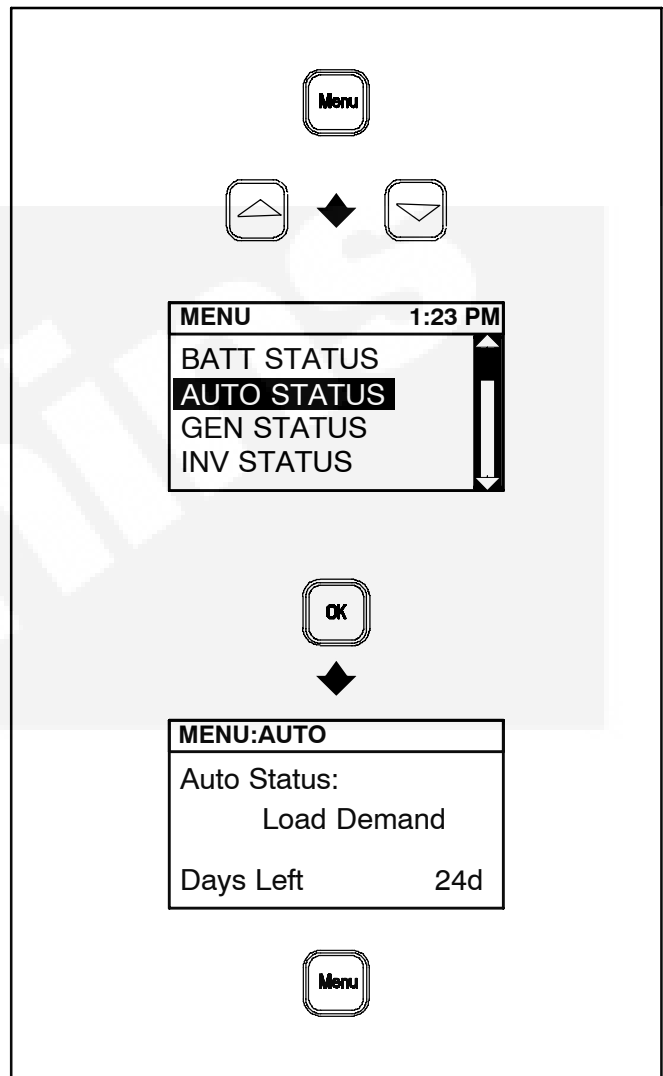 Menu
MENU 1:23 PM
BATT STATUS
AUTO STATUS
GEN STATUS
INV STATUS
OK
MENU:AUTO
Auto Status:
Load Demand
Days Left 24d
Menu